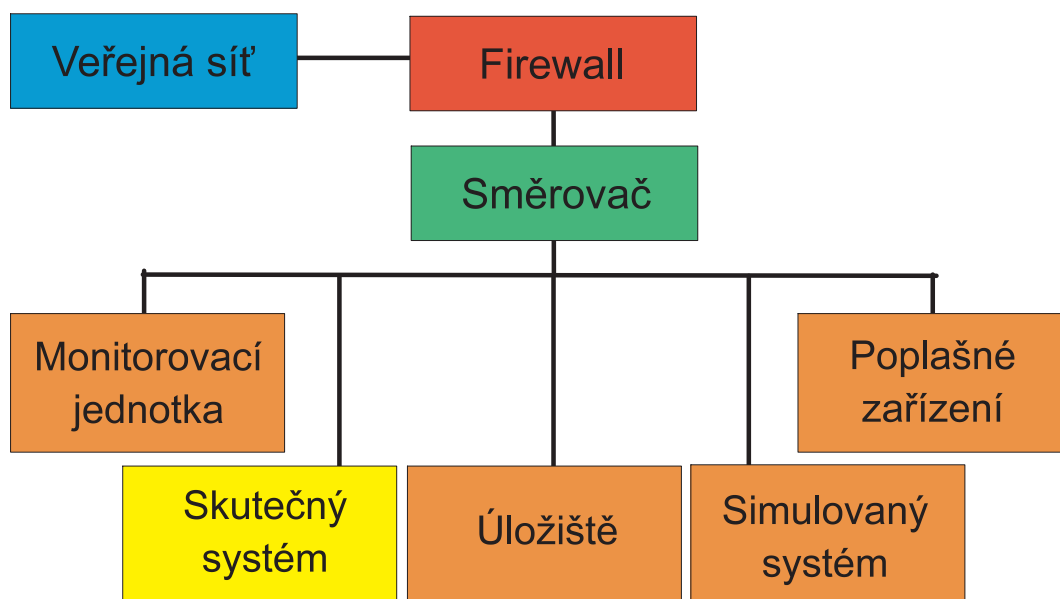 Veřejná síť
Firewall
Směrovač
Monitorovací
jednotka
Poplašné
zařízení
Skutečný
systém
Úložiště
Simulovaný
systém